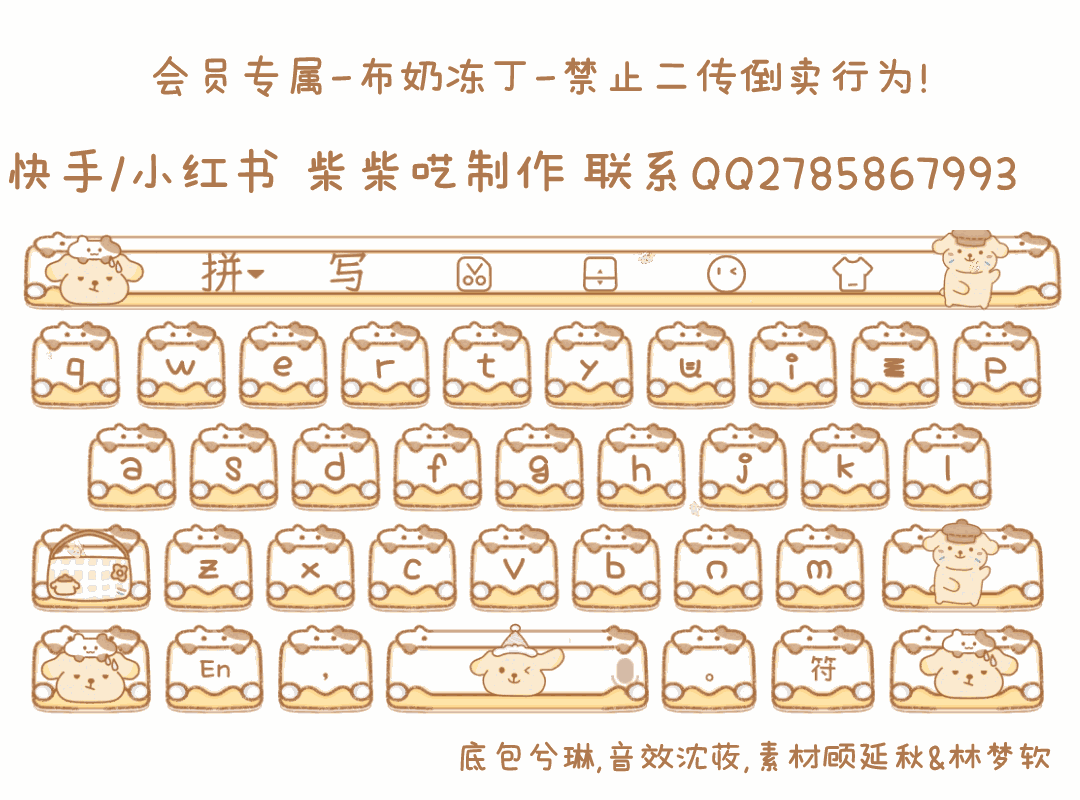 会员专属-布奶冻丁-禁止二传倒卖行为!
快手/小红书 柴柴哎制作 联系QQ2785867993
拼 写
q w e r t y u i p
a s d f g h j k l
z x c v b n m
En , 。 符
底包兮琳,音效沈莜,素材顾延秋&林梦软